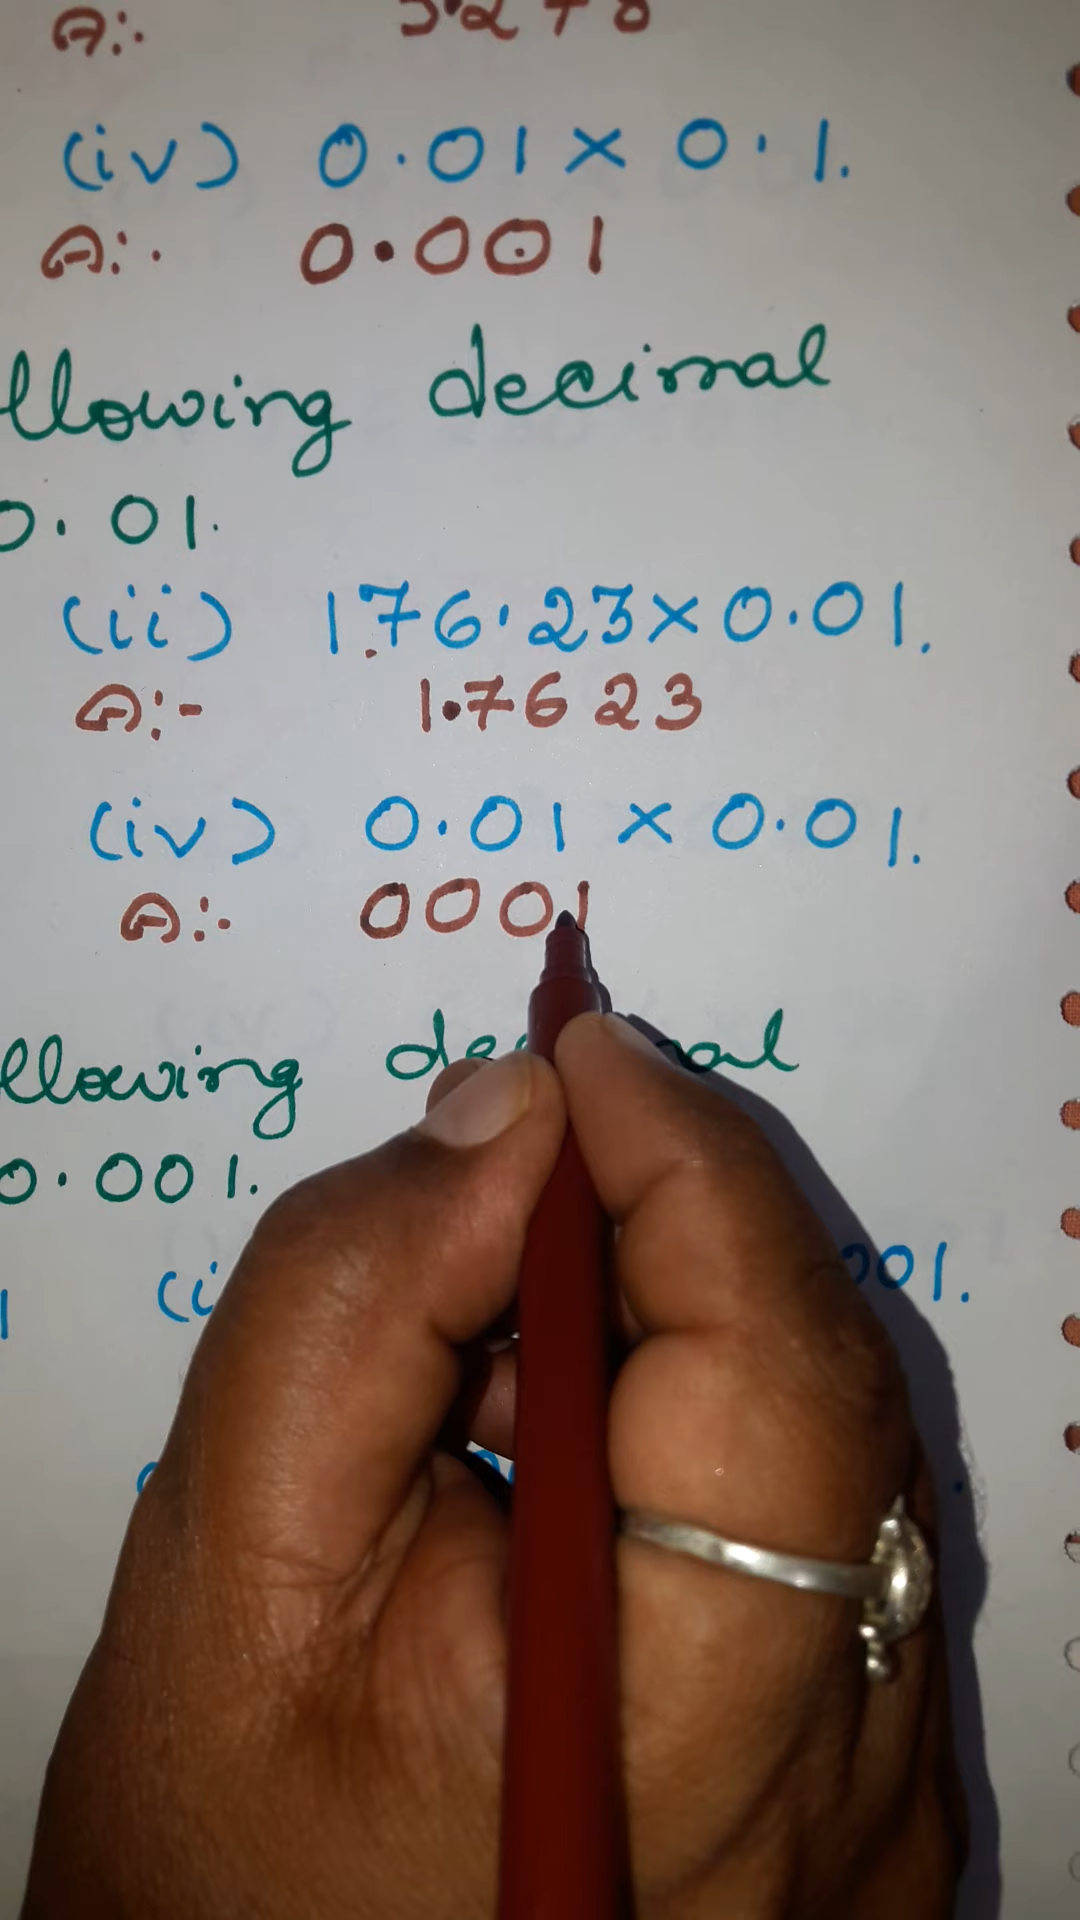 A:.
(iv) 0.01 × 0.1.
A:. 0.001
llowing decimal
0.01.
(ii) 176.23×0.01.
A:- 1.7623
(iv) 0.01 × 0.01.
A:. 0001
llowing
0.001.
001.